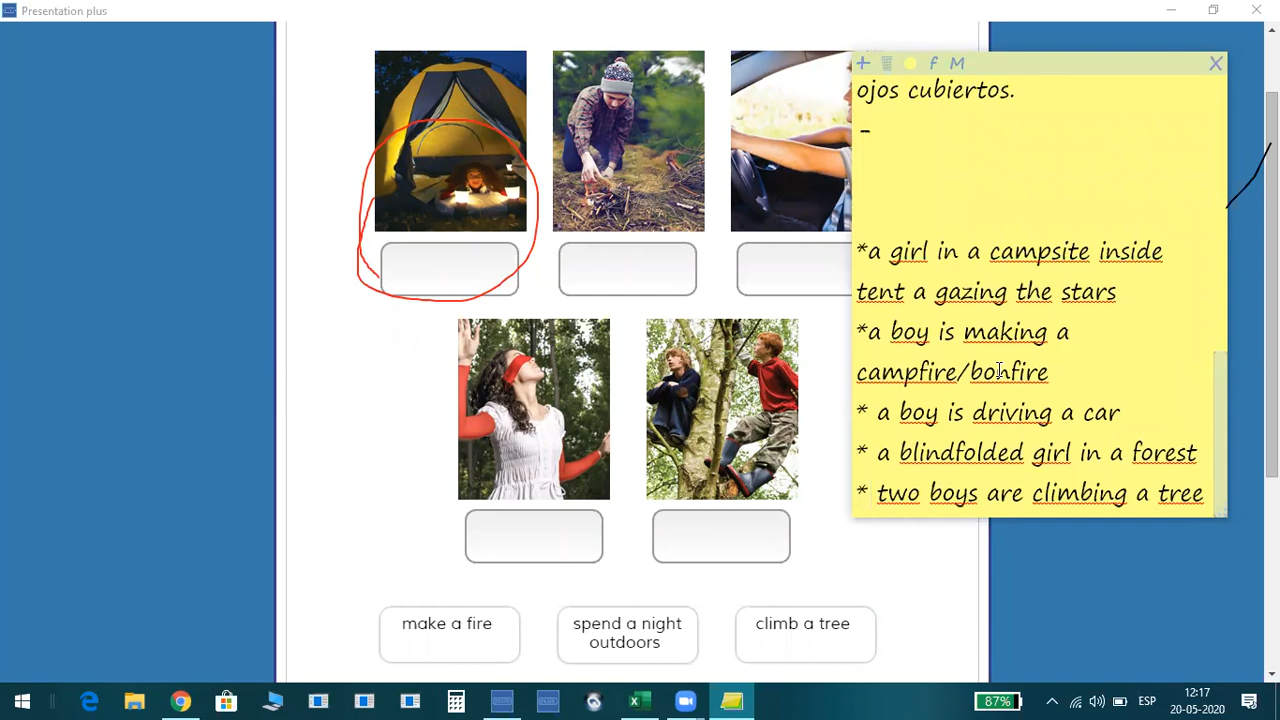 Presentation plus
f M X
ojos cubiertos.
-
*a girl in a campsite inside
tent a gazing the stars
*a boy is making a
campfire/bonfire
* a boy is driving a car
* a blindfolded girl in a forest
* two boys are climbing a tree
make a fire
spend a night
outdoors
climb a tree
87%
ESP
12:17
20-05-2020